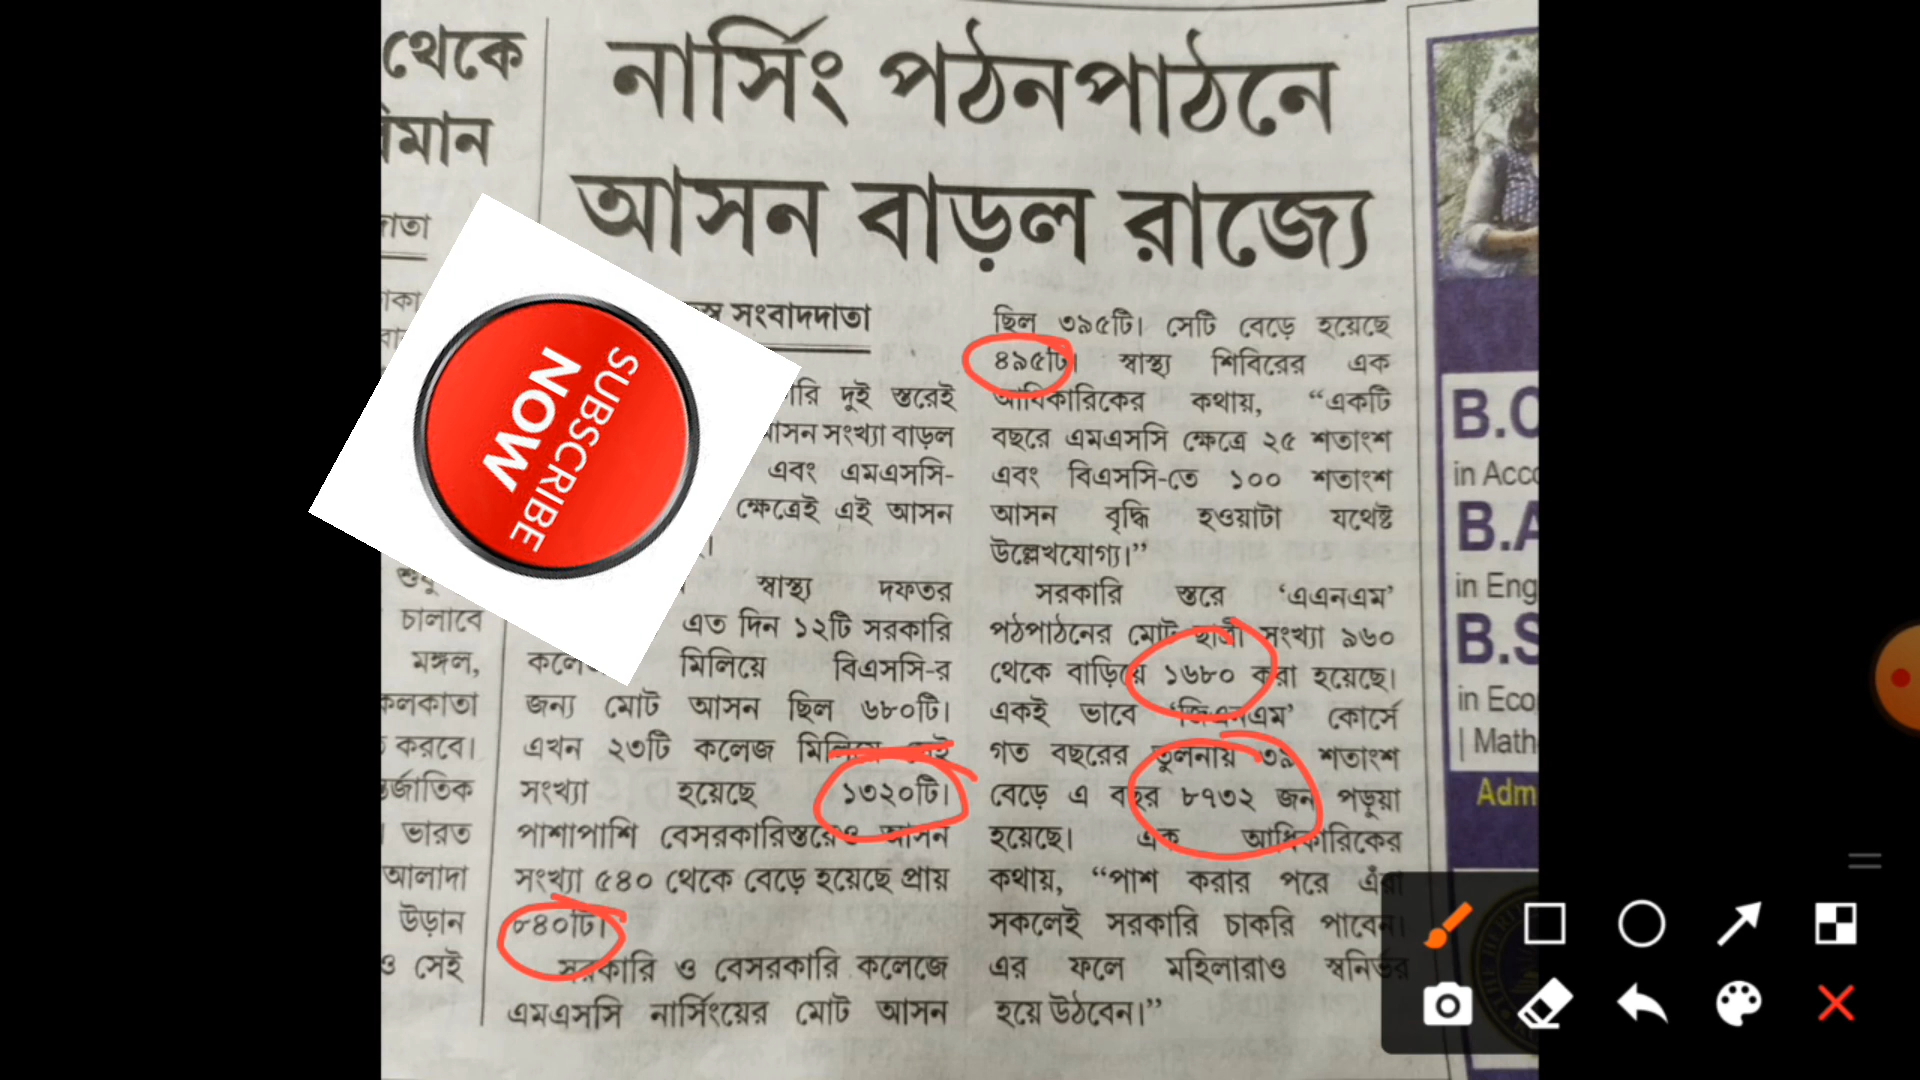 থেকে
বিমান
নার্সিং পঠনপাঠনে
আসন বাড়ল রাজ্যে
SUBSCRIBE
NOW
সংবাদদাতা
দুই স্তরেই
আসন সংখ্যা বাড়ল
এবং এমএসসি-
ক্ষেত্রেই এই আসন
স্বাস্থ্য দফতর
এত দিন ১২টি সরকারি
মিলিয়ে বিএসসি-র
জন্য মোট আসন ছিল ৬৮০টি।
এখন ২৩টি কলেজ মিলিয়ে সেই
সংখ্যা হয়েছে ১৩২০টি।
পাশাপাশি বেসরকারিস্তরেও আসন
সংখ্যা ৫৪০ থেকে বেড়ে হয়েছে প্রায়
৮৪০টি।
সরকারি ও বেসরকারি কলেজে
এমএসসি নার্সিংয়ের মোট আসন
ছিল ৩৯৫টি। সেটি বেড়ে হয়েছে
৪৯৫টি। স্বাস্থ্য শিবিরের এক
আধিকারিকের কথায়, “একটি
বছরে এমএসসি ক্ষেত্রে ২৫ শতাংশ
এবং বিএসসি-তে ১০০ শতাংশ
আসন বৃদ্ধি হওয়াটা যথেষ্ট
উল্লেখযোগ্য।”
সরকারি স্তরে ‘এএনএম’
পঠপাঠনের মোট ছাত্রী সংখ্যা ৯৬০
থেকে বাড়িয়ে ১৬৮০ করা হয়েছে।
একই ভাবে ‘জিএনএম’ কোর্সে
গত বছরের তুলনায় ৩৯ শতাংশ
বেড়ে এ বছর ৮৭৩২ জন পড়ুয়া
হয়েছে। এক আধিকারিকের
কথায়, “পাশ করার পরে এঁরা
সকলেই সরকারি চাকরি পাবেন।
এর ফলে মহিলারাও স্বনির্ভর
হয়ে উঠবেন।”
চালাবে
মঙ্গল,
কলকাতা
করবে।
ভারত
আলাদা
উড়ান
ও সেই
in Acco
in Eng
in Eco
| Math
Adm